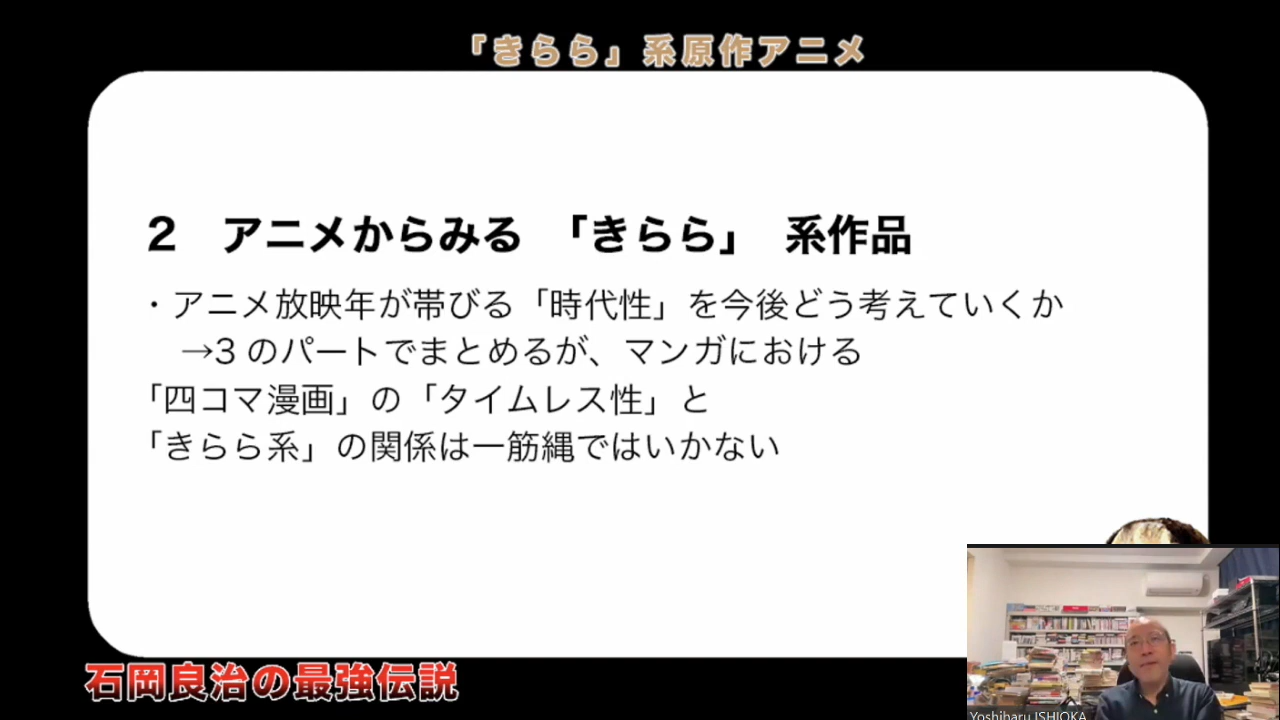 「きらら」系原作アニメ
２　アニメからみる　「きらら」　系作品
・アニメ放映年が帯びる「時代性」を今後どう考えていくか
→3 のパートでまとめるが、マンガにおける
「四コマ漫画」の「タイムレス性」と
「きらら系」の関係は一筋縄ではいかない
石岡良治の最強伝説
Yoshiharu ISHIOKA